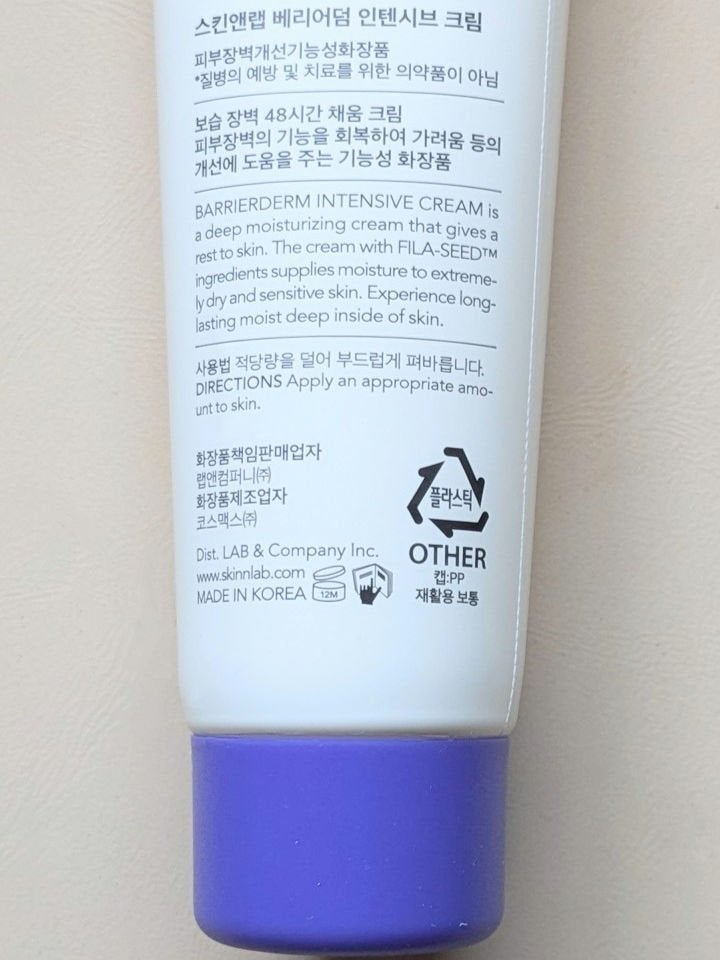 스킨앤랩 베리어덤 인텐시브 크림
피부장벽개선기능성화장품
*질병의 예방 및 치료를 위한 의약품이 아님
보습 장벽 48시간 채움 크림
피부장벽의 기능을 회복하여 가려움 등의
개선에 도움을 주는 기능성 화장품
BARRIERDERM INTENSIVE CREAM is
a deep moisturizing cream that gives a
rest to skin. The cream with FILA-SEED™
ingredients supplies moisture to extreme-
ly dry and sensitive skin. Experience long-
lasting moist deep inside of skin.
사용법 적당량을 덜어 부드럽게 펴바릅니다.
DIRECTIONS Apply an appropriate amo-
unt to skin.
화장품책임판매업자
랩앤컴퍼니㈜
화장품제조업자
코스맥스㈜
Dist. LAB & Company Inc.
www.skinnlab.com
MADE IN KOREA
12M
플라스틱
OTHER
캡:PP
재활용 보통